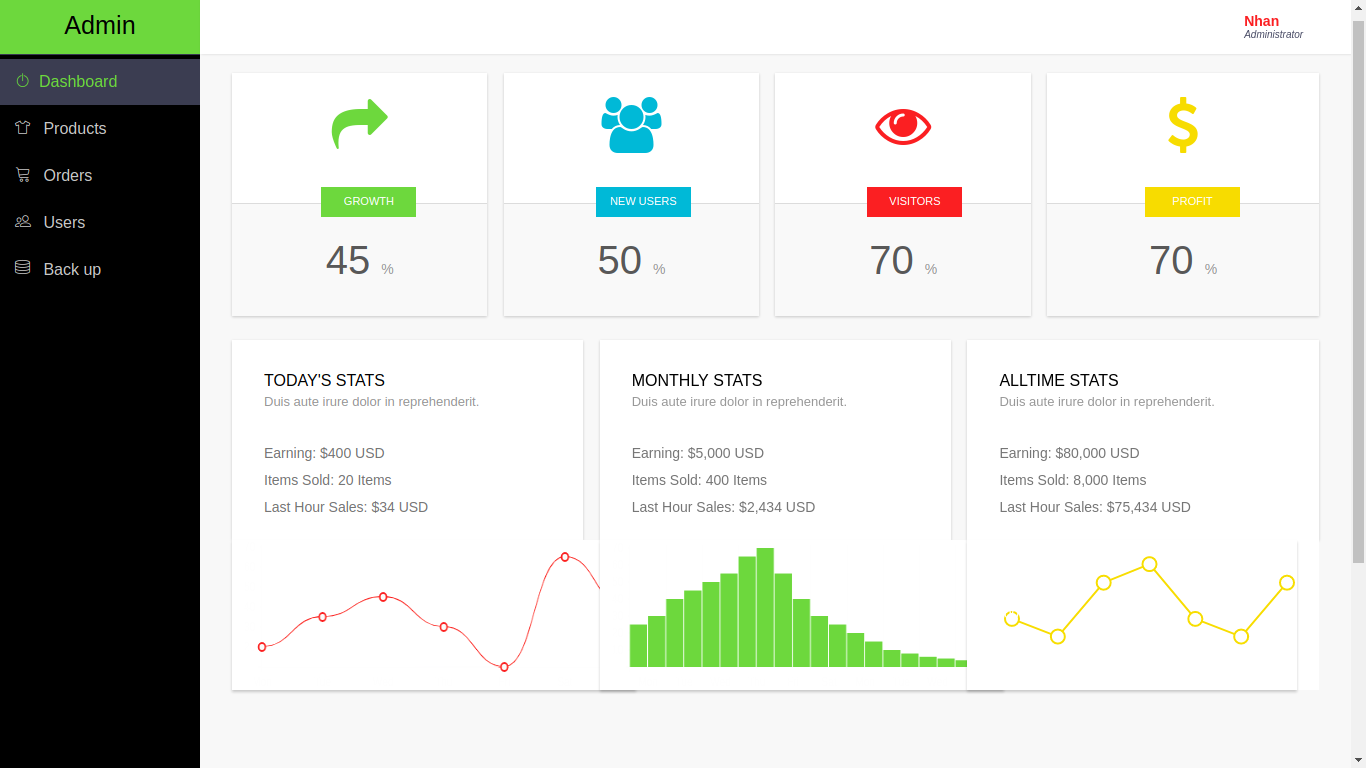 Admin
Nhan
Administrator
Dashboard
Products
Orders
Users
Back up
GROWTH
45 %
NEW USERS
50 %
VISITORS
70 %
PROFIT
70 %
TODAY'S STATS
Duis aute irure dolor in reprehenderit.
Earning: $400 USD
Items Sold: 20 Items
Last Hour Sales: $34 USD
MONTHLY STATS
Duis aute irure dolor in reprehenderit.
Earning: $5,000 USD
Items Sold: 400 Items
Last Hour Sales: $2,434 USD
ALLTIME STATS
Duis aute irure dolor in reprehenderit.
Earning: $80,000 USD
Items Sold: 8,000 Items
Last Hour Sales: $75,434 USD